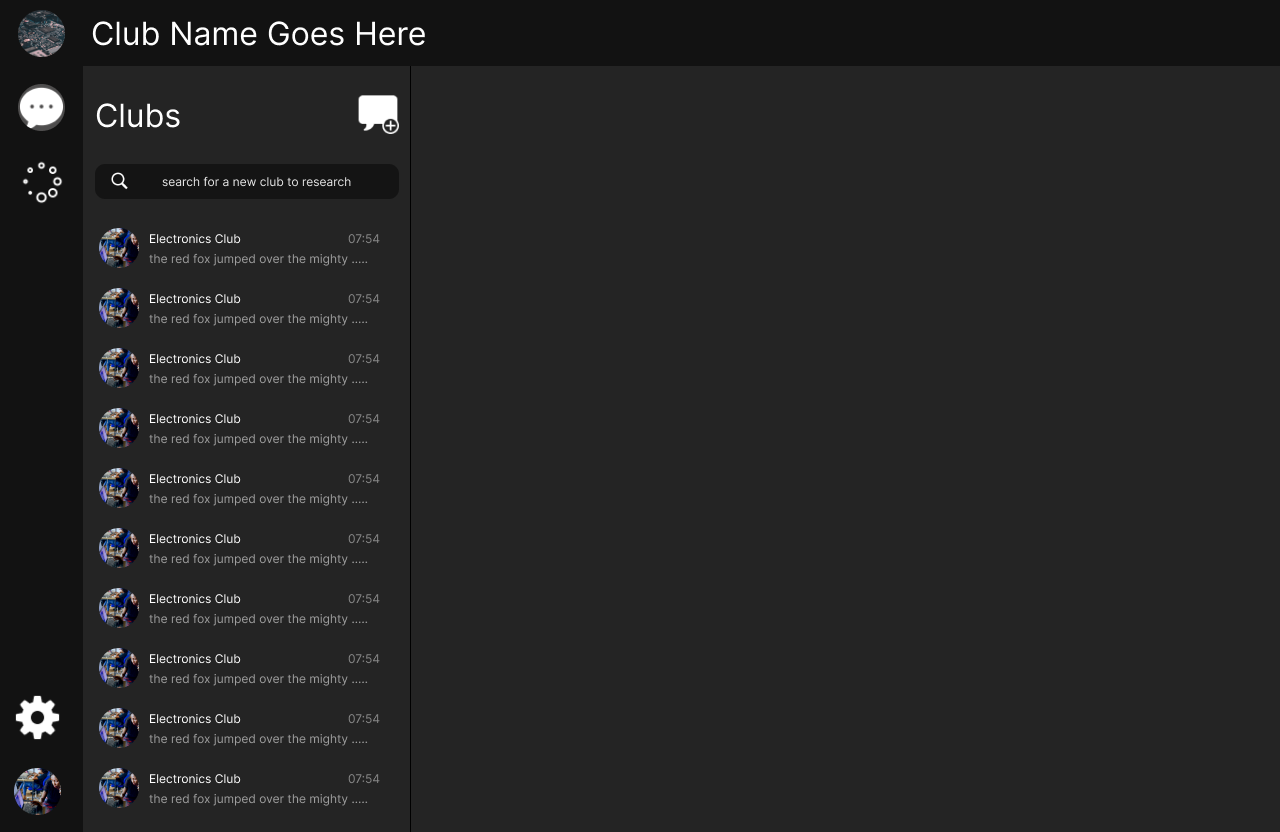 Club Name Goes Here
Clubs
search for a new club to research
Electronics Club 07:54
the red fox jumped over the mighty .....
Electronics Club 07:54
the red fox jumped over the mighty .....
Electronics Club 07:54
the red fox jumped over the mighty .....
Electronics Club 07:54
the red fox jumped over the mighty .....
Electronics Club 07:54
the red fox jumped over the mighty .....
Electronics Club 07:54
the red fox jumped over the mighty .....
Electronics Club 07:54
the red fox jumped over the mighty .....
Electronics Club 07:54
the red fox jumped over the mighty .....
Electronics Club 07:54
the red fox jumped over the mighty .....
Electronics Club 07:54
the red fox jumped over the mighty .....